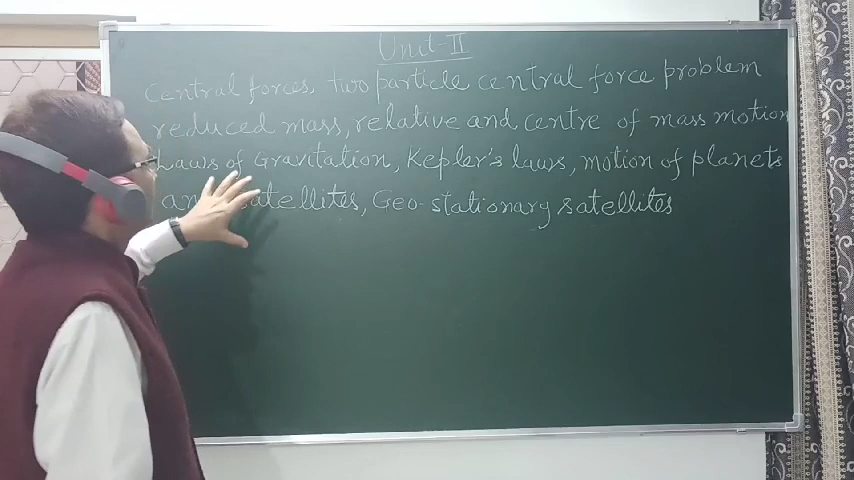 Unit-II
Central forces, two particle central force problem
reduced mass, relative and centre of mass motion
Laws of Gravitation, Kepler's laws, motion of planets
and satellites, Geo-stationary satellites